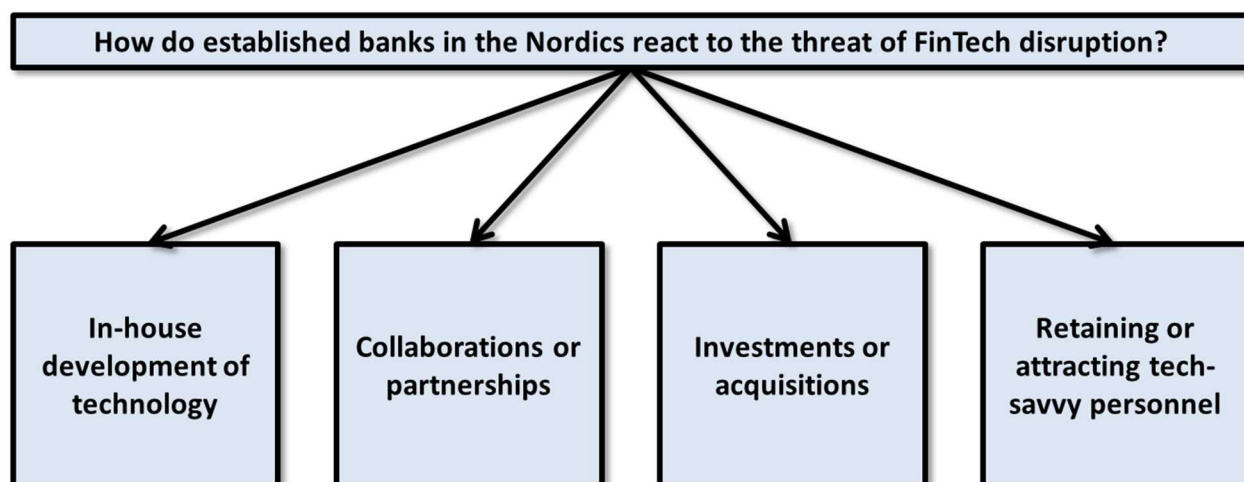 How do established banks in the Nordics react to the threat of FinTech disruption?
In-house
development of
technology
Collaborations or
partnerships
Investments or
acquisitions
Retaining or
attracting tech-
savvy personnel